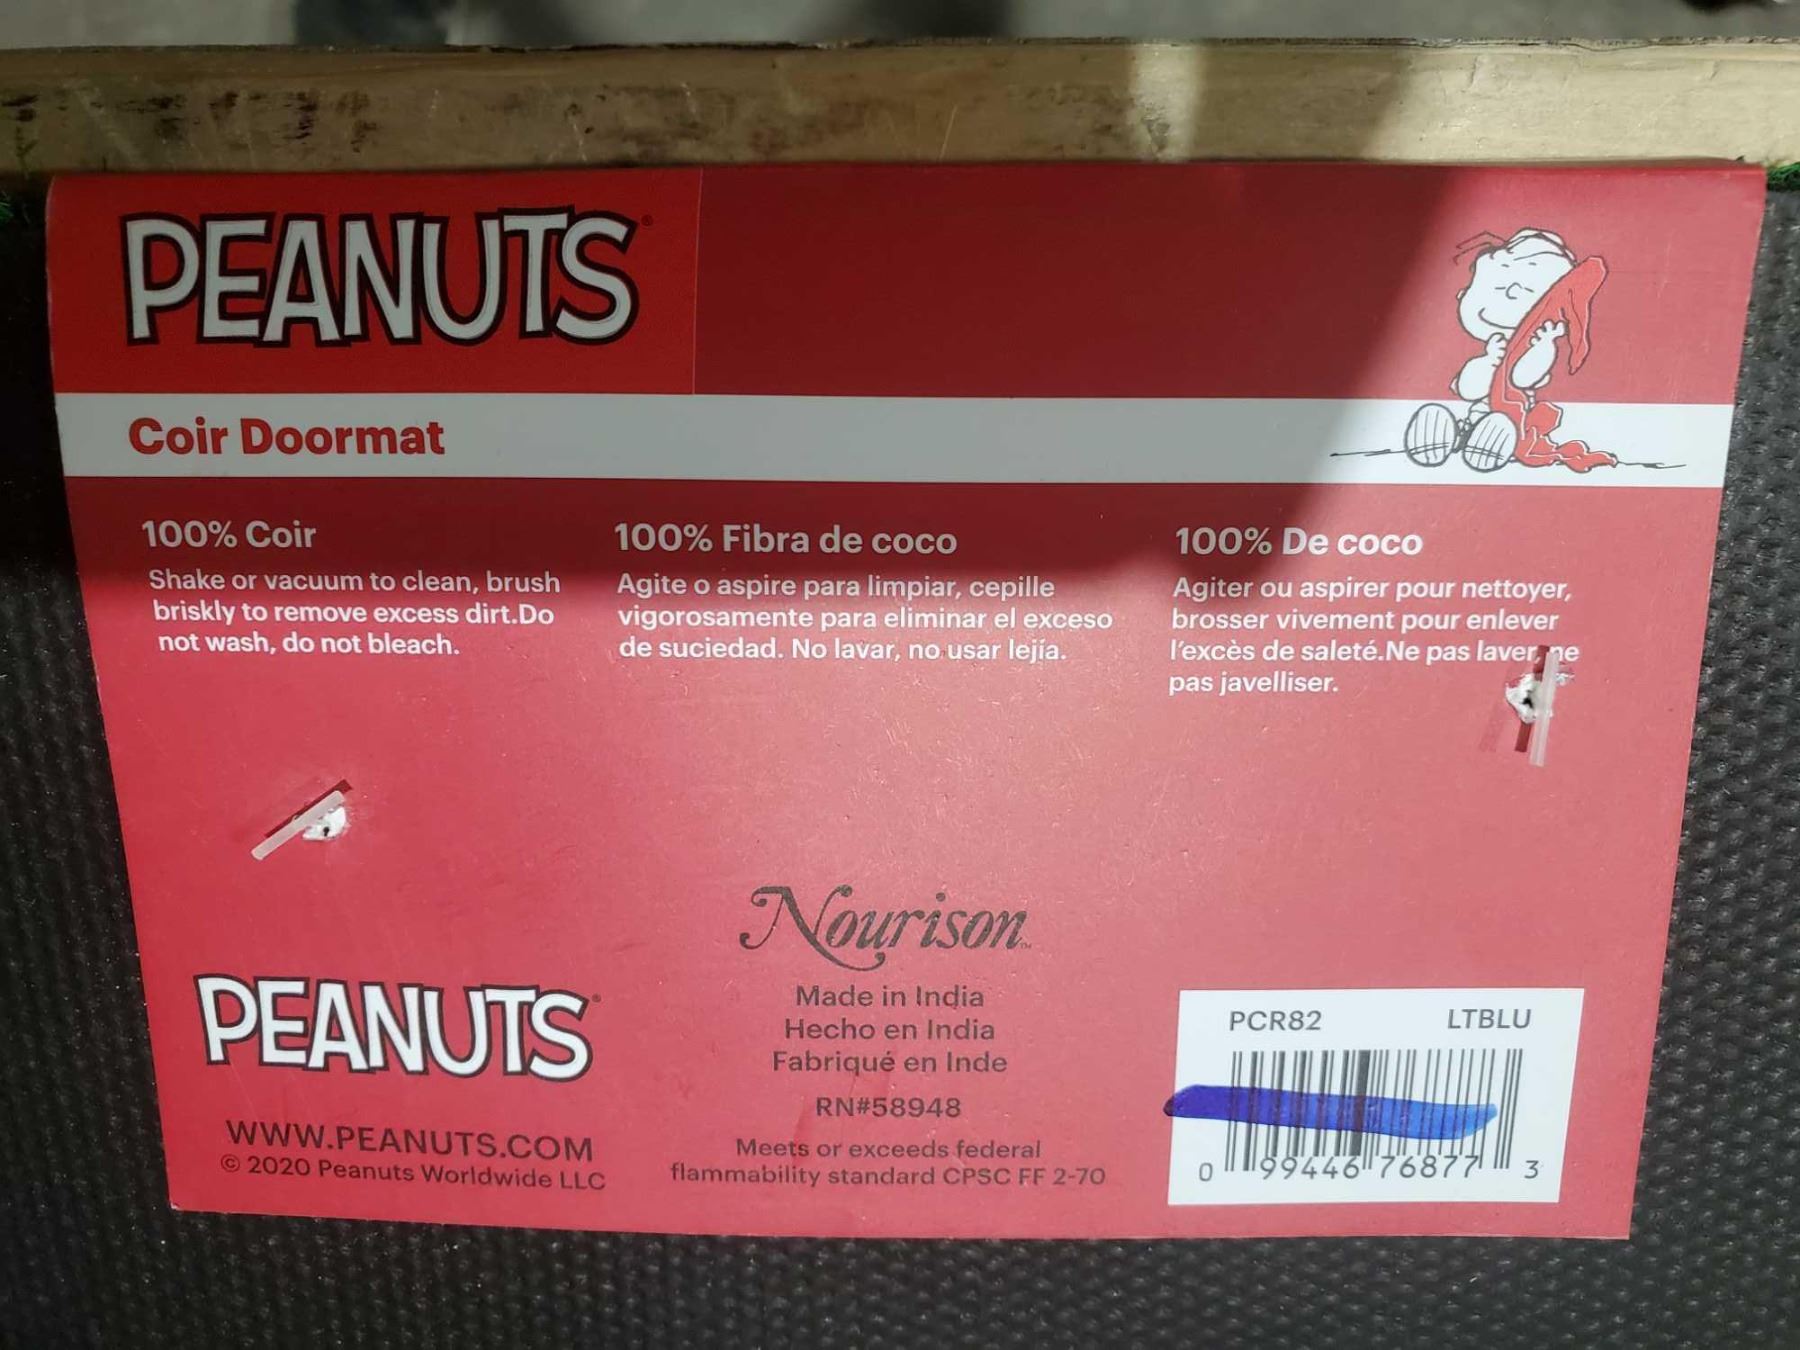 PEANUTS®
Coir Doormat
100% Coir
Shake or vacuum to clean, brush
briskly to remove excess dirt.Do
not wash, do not bleach.
100% Fibra de coco
Agite o aspire para limpiar, cepille
vigorosamente para eliminar el exceso
de suciedad. No lavar, no usar lejía.
100% De coco
Agiter ou aspirer pour nettoyer,
brosser vivement pour enlever
l'excès de saleté.Ne pas laver, ne
pas javelliser.
Nourison™
Made in India
Hecho en India
Fabriqué en Inde
RN#58948
Meets or exceeds federal
flammability standard CPSC FF 2-70
PEANUTS®
WWW.PEANUTS.COM
© 2020 Peanuts Worldwide LLC
PCR82 LTBLU
0 99446 76877 3